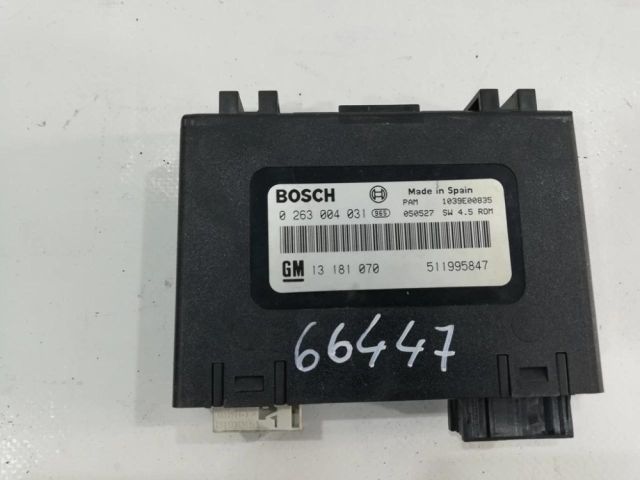 BOSCH Made in Spain
PAM 1039E00835
0 263 004 031 965 050527 SW 4.5 ROM
GM 13 181 070 511995847
66447